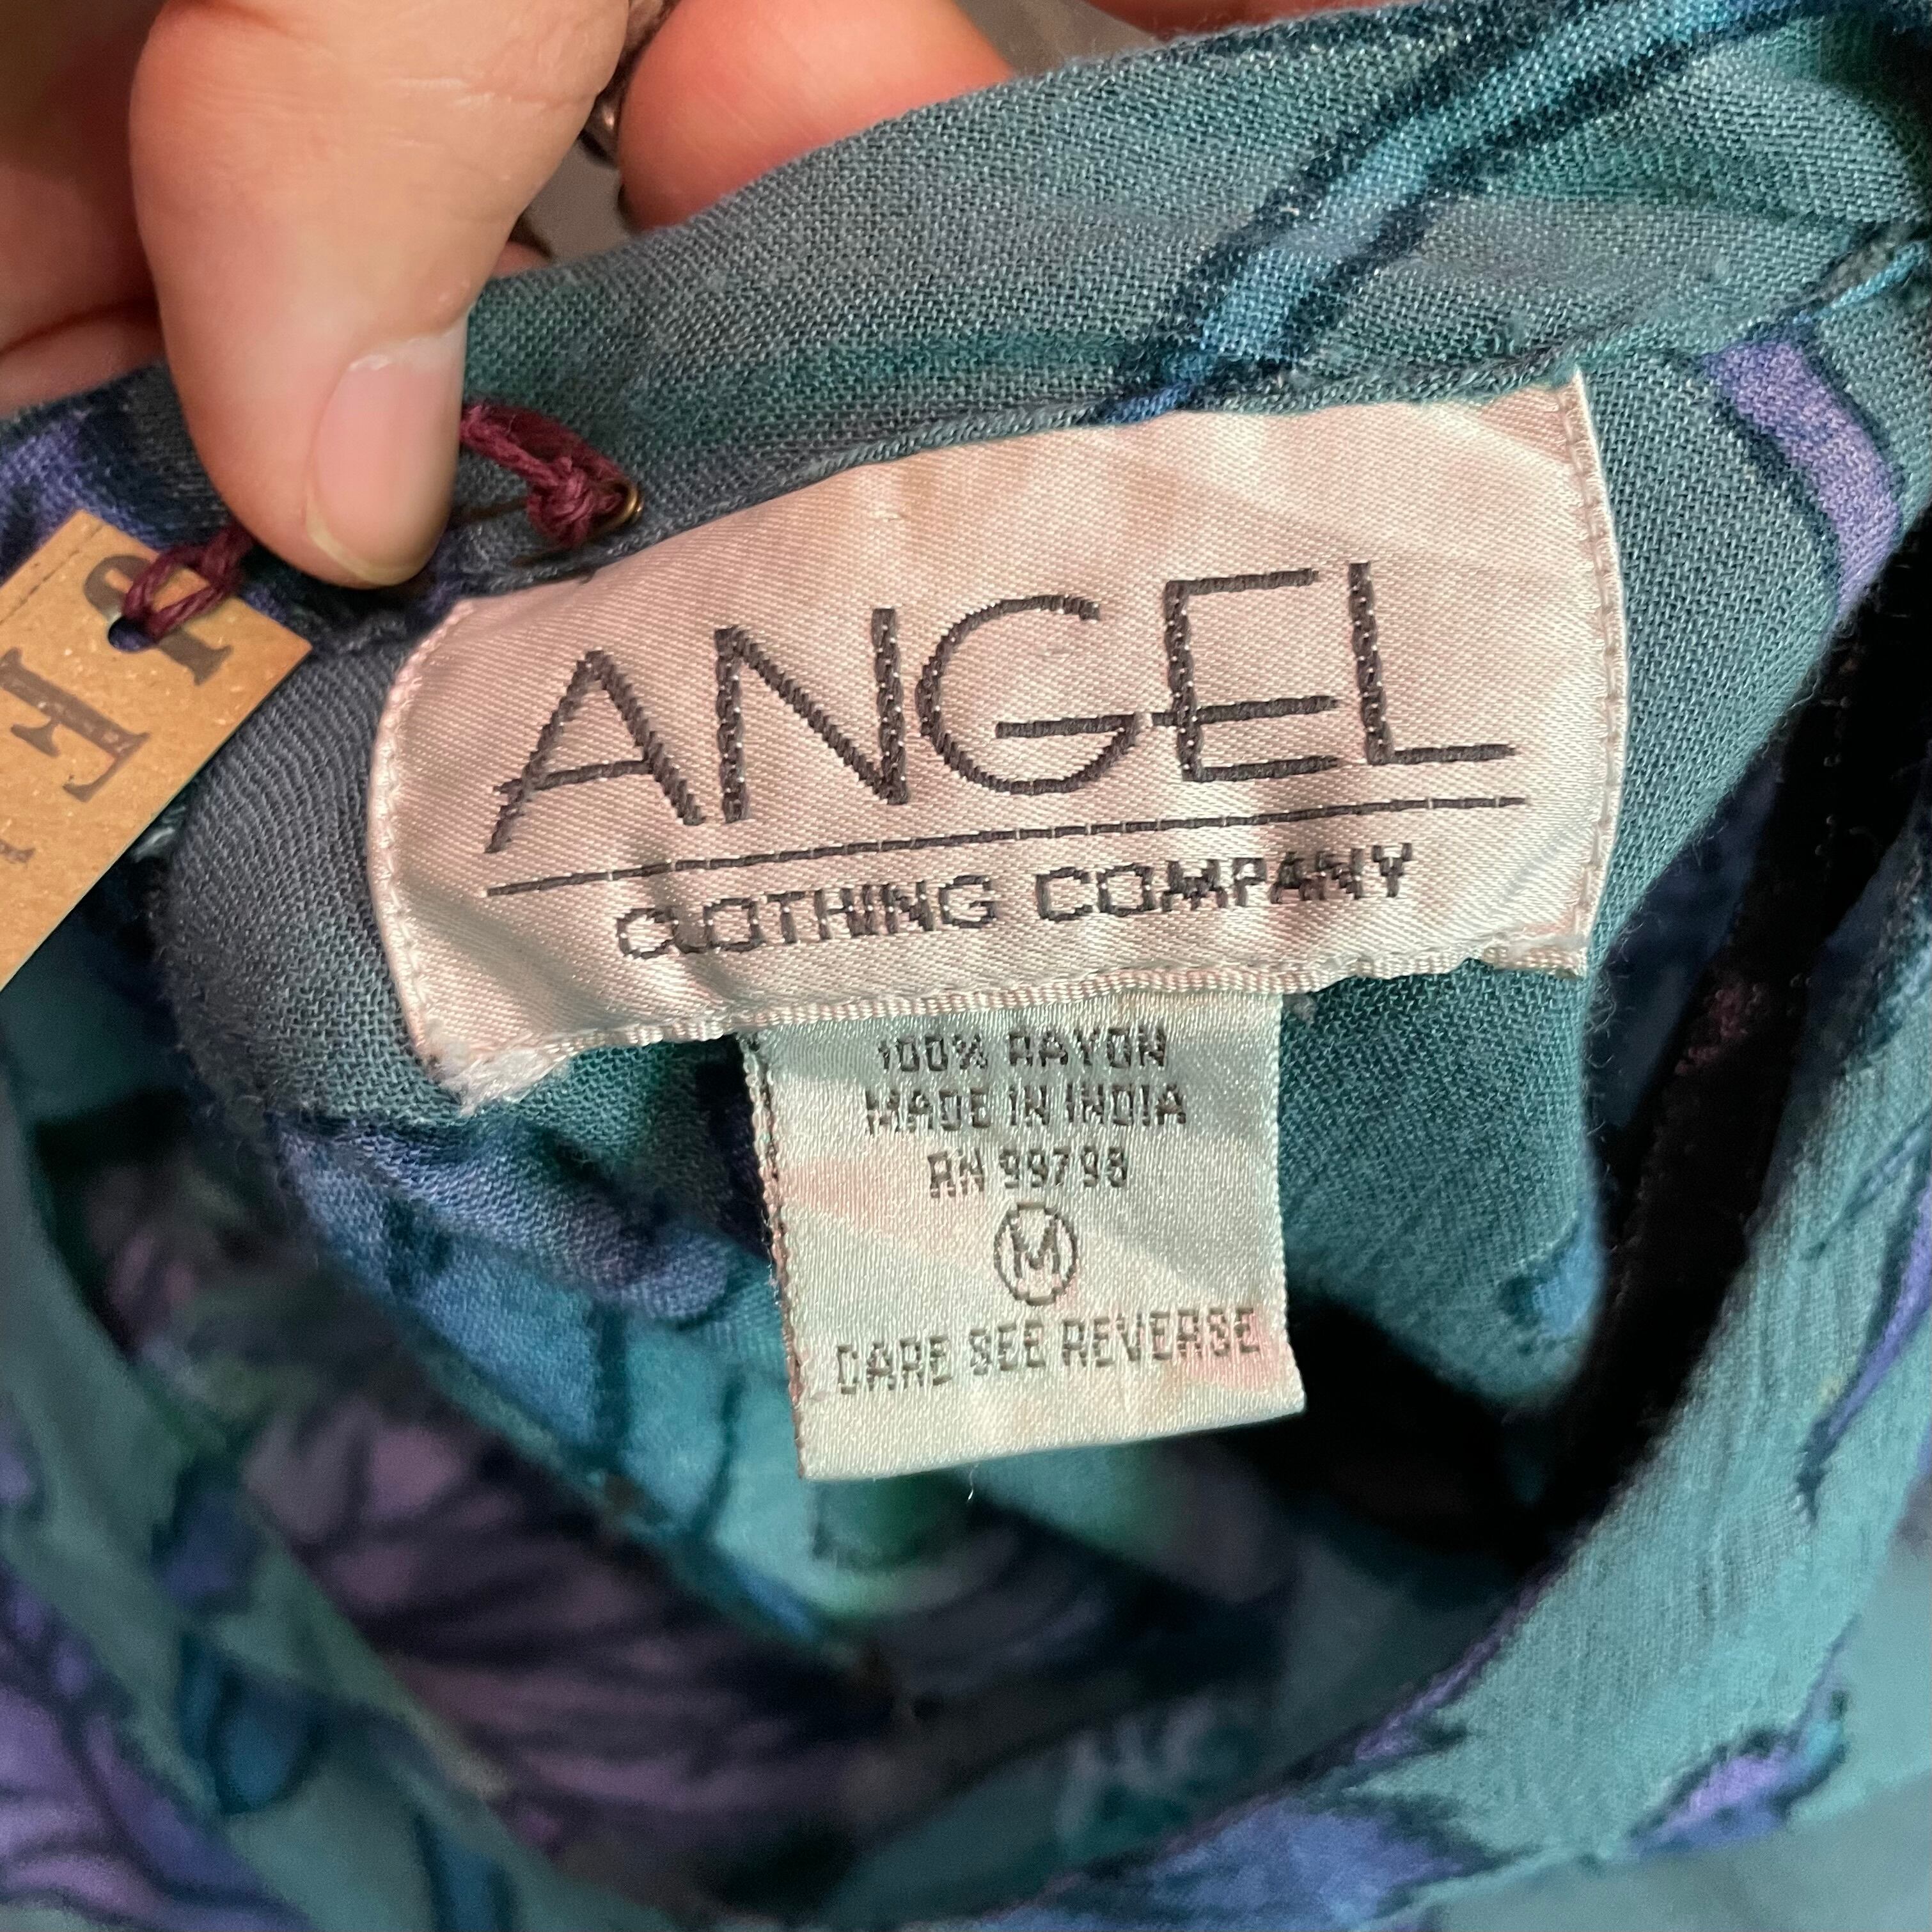 ANGEL
CLOTHING COMPANY
100% RAYON
MADE IN INDIA
RN 99798
M
CARE SEE REVERSE